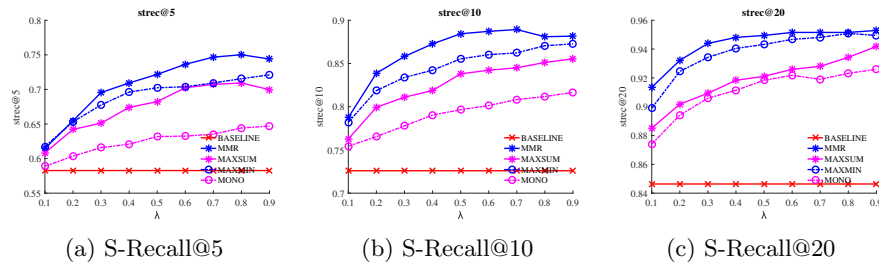 strec@5
strec@5
0.8
0.75
0.7
0.65
0.6
0.55
0.1 0.2 0.3 0.4 0.5 0.6 0.7 0.8 0.9
λ
BASELINE
MMR
MAXSUM
MAXMIN
MONO
(a) S-Recall@5
strec@10
strec@10
0.9
0.85
0.8
0.75
0.7
0.1 0.2 0.3 0.4 0.5 0.6 0.7 0.8 0.9
λ
BASELINE
MMR
MAXSUM
MAXMIN
MONO
(b) S-Recall@10
strec@20
strec@20
0.96
0.94
0.92
0.9
0.88
0.86
0.84
0.1 0.2 0.3 0.4 0.5 0.6 0.7 0.8 0.9
λ
BASELINE
MMR
MAXSUM
MAXMIN
MONO
(c) S-Recall@20